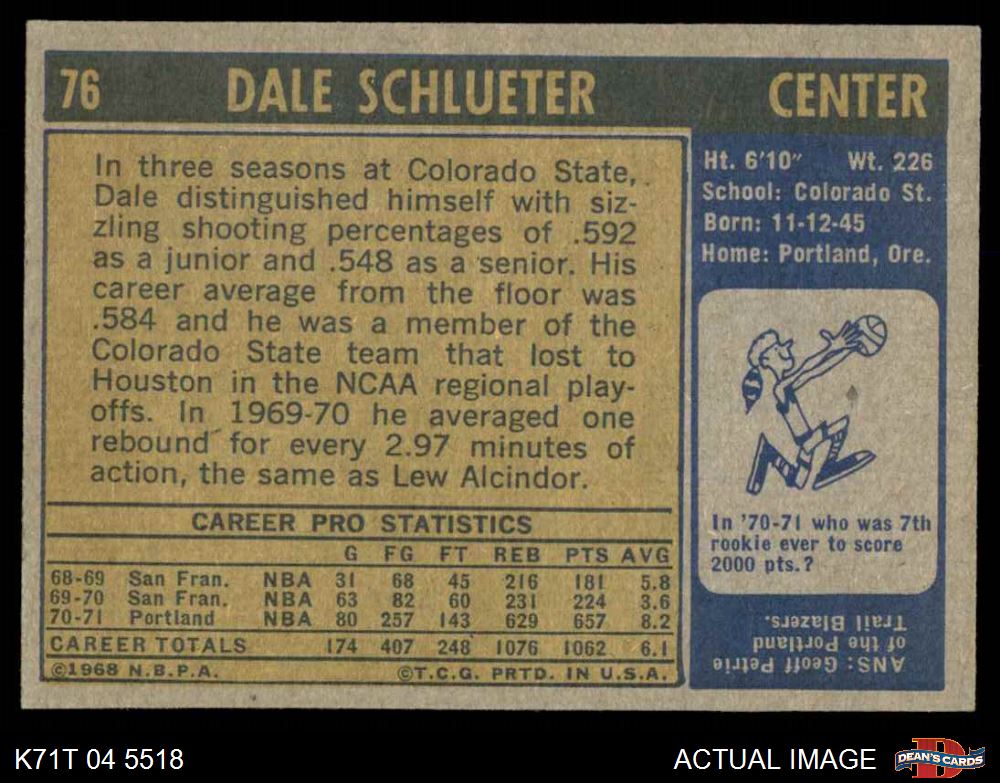 76 DALE SCHLUETER CENTER
In three seasons at Colorado State,
Dale distinguished himself with siz-
zling shooting percentages of .592
as a junior and .548 as a senior. His
career average from the floor was
.584 and he was a member of the
Colorado State team that lost to
Houston in the NCAA regional play-
offs. In 1969-70 he averaged one
rebound for every 2.97 minutes of
action, the same as Lew Alcindor.
CAREER PRO STATISTICS
G FG FT REB PTS AVG
68-69 San Fran. NBA 31 68 45 216 181 5.8
69-70 San Fran. NBA 63 82 60 231 224 3.6
70-71 Portland NBA 80 257 143 629 657 8.2
CAREER TOTALS 174 407 248 1076 1062 6.1
©1968 N.B.P.A. ©T.C.G. PRTD. IN U.S.A.
Ht. 6'10" Wt. 226
School: Colorado St.
Born: 11-12-45
Home: Portland, Ore.
In '70-71 who was 7th
rookie ever to score
2000 pts.?
ANS: Geoff Petrie
of the Portland
Trail Blazers.
K71T 04 5518
ACTUAL IMAGE
D
DEAN'S CARDS